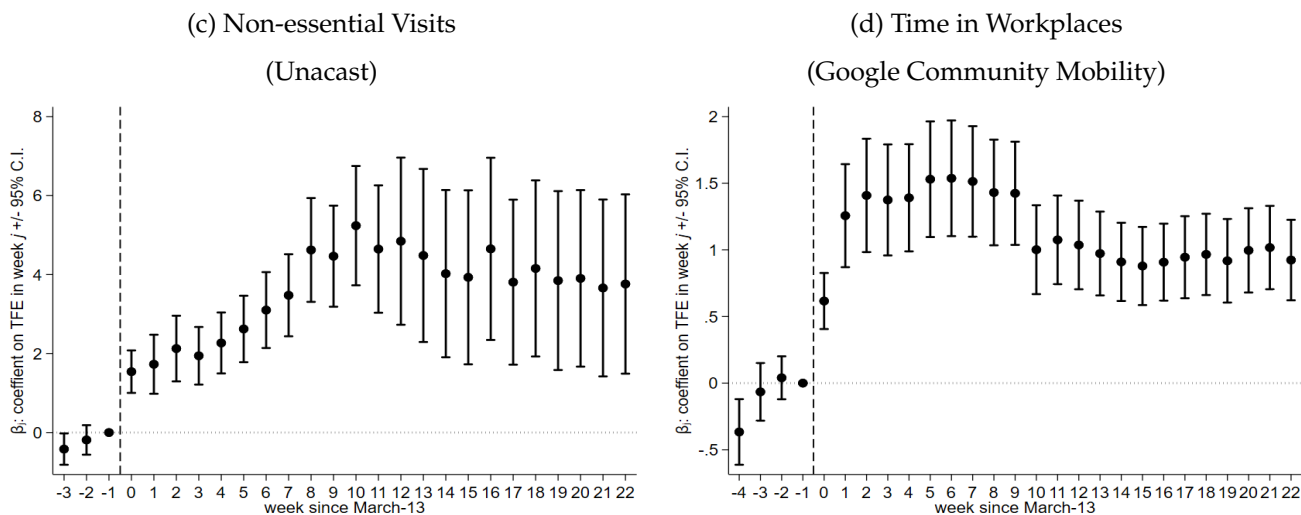 (c) Non-essential Visits
(Unacast)
βj: coeffient on TFE in week j +/- 95% C.I.
8
6
4
2
0
-3 -2 -1 0 1 2 3 4 5 6 7 8 9 10 11 12 13 14 15 16 17 18 19 20 21 22
week since March-13
(d) Time in Workplaces
(Google Community Mobility)
βj: coeffient on TFE in week j +/- 95% C.I.
2
1.5
1
.5
0
-.5
-4 -3 -2 -1 0 1 2 3 4 5 6 7 8 9 10 11 12 13 14 15 16 17 18 19 20 21 22
week since March-13